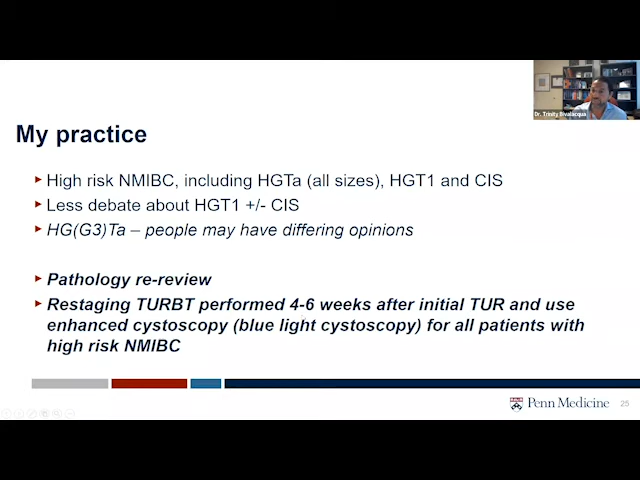 Dr. Trinity Bivalacqua
My practice
High risk NMIBC, including HGTa (all sizes), HGT1 and CIS
Less debate about HGT1 +/- CIS
HG(G3)Ta – people may have differing opinions
Pathology re-review
Restaging TURBT performed 4-6 weeks after initial TUR and use
enhanced cystoscopy (blue light cystoscopy) for all patients with
high risk NMIBC
Penn Medicine
25